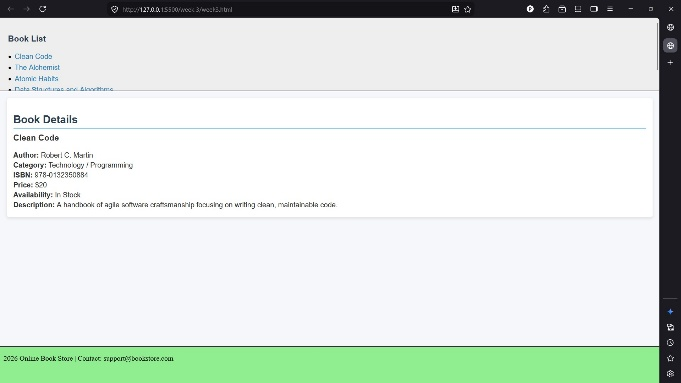 http://127.0.0.1:5500/week 3/week3.html
Book List
Clean Code
The Alchemist
Atomic Habits
Data Structures and Algorithms
Book Details
Clean Code
Author: Robert C. Martin
Category: Technology / Programming
ISBN: 978-0132350884
Price: $20
Availability: In Stock
Description: A handbook of agile software craftsmanship focusing on writing clean, maintainable code.
2026 Online Book Store | Contact: support@bookstore.com